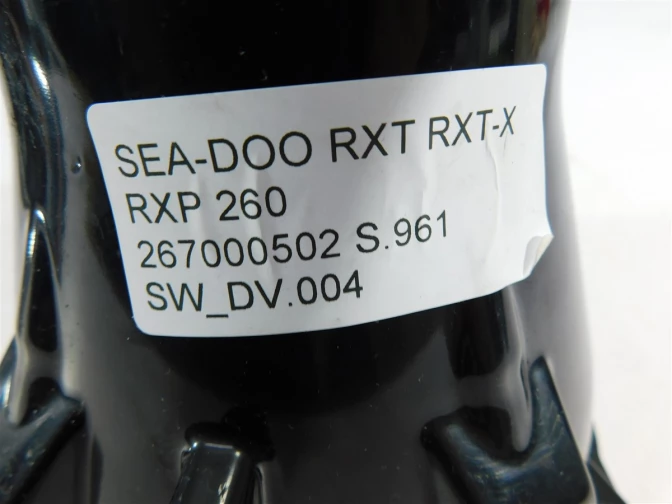 SEA-DOO RXT RXT-X
RXP 260
267000502 S.961
SW_DV.004